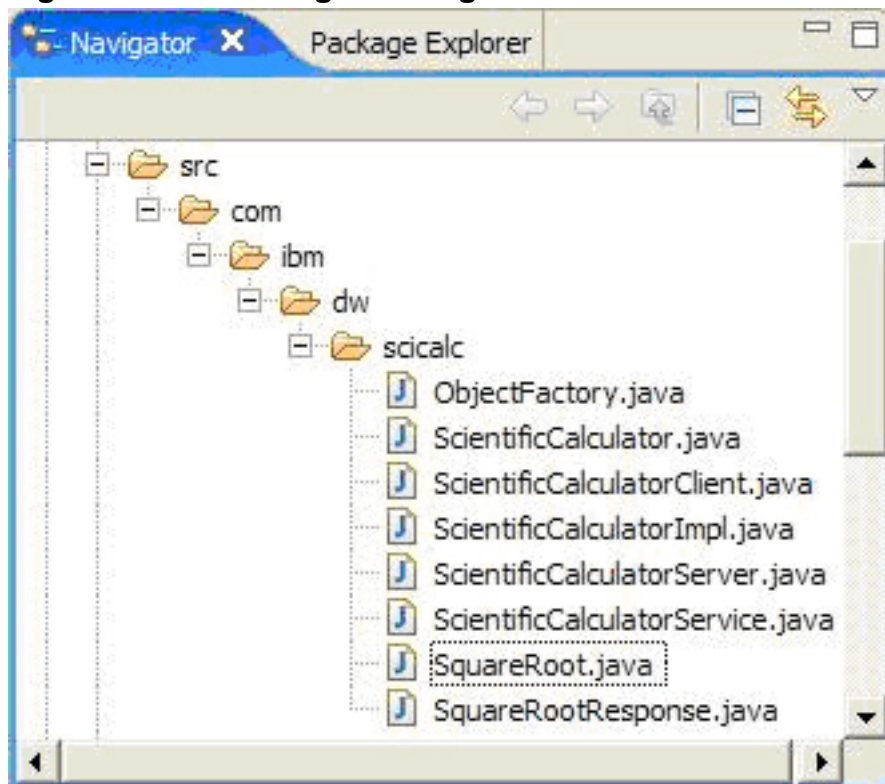 Navigator
Package Explorer
src
com
ibm
dw
scicalc
ObjectFactory.java
ScientificCalculator.java
ScientificCalculatorClient.java
ScientificCalculatorImpl.java
ScientificCalculatorServer.java
ScientificCalculatorService.java
SquareRoot.java
SquareRootResponse.java